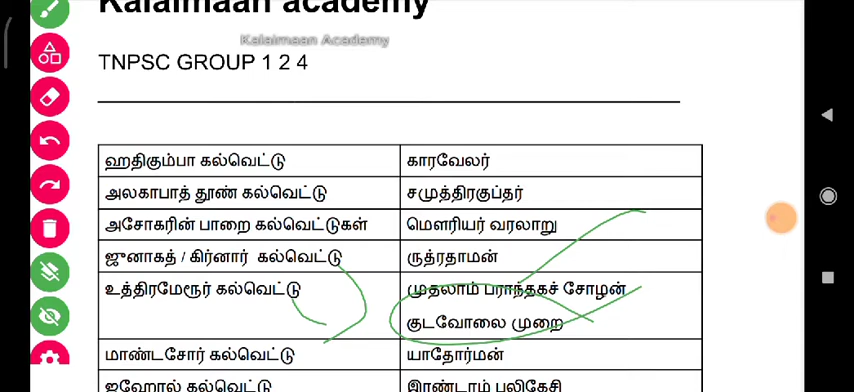 Kalaimaan academy
Kalaimaan Academy
TNPSC GROUP 1 2 4
ஹதிகும்பா கல்வெட்டு காரவேலர்
அலகாபாத் தூண் கல்வெட்டு சமுத்திரகுப்தர்
அசோகரின் பாறை கல்வெட்டுகள் மௌரியர் வரலாறு
ஜுனாகத் / கிர்னார் கல்வெட்டு ருத்ரதாமன்
உத்திரமேரூர் கல்வெட்டு முதலாம் பராந்தகச் சோழன்
குடவோலை முறை
மாண்டசோர் கல்வெட்டு யாதோர்மன்
ஐஹோல் கல்வெட்டு இரண்டாம் புலிகேசி